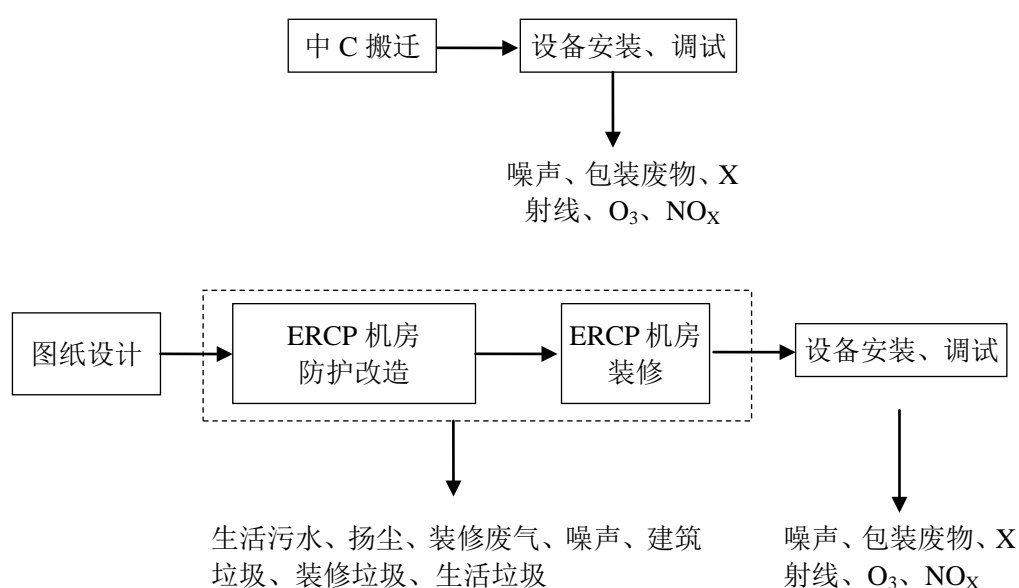 中 C 搬迁
设备安装、调试
噪声、包装废物、X
射线、O₃、NOX
图纸设计
ERCP 机房
防护改造
ERCP 机房
装修
设备安装、调试
生活污水、扬尘、装修废气、噪声、建筑
垃圾、装修垃圾、生活垃圾
噪声、包装废物、X
射线、O₃、NOX